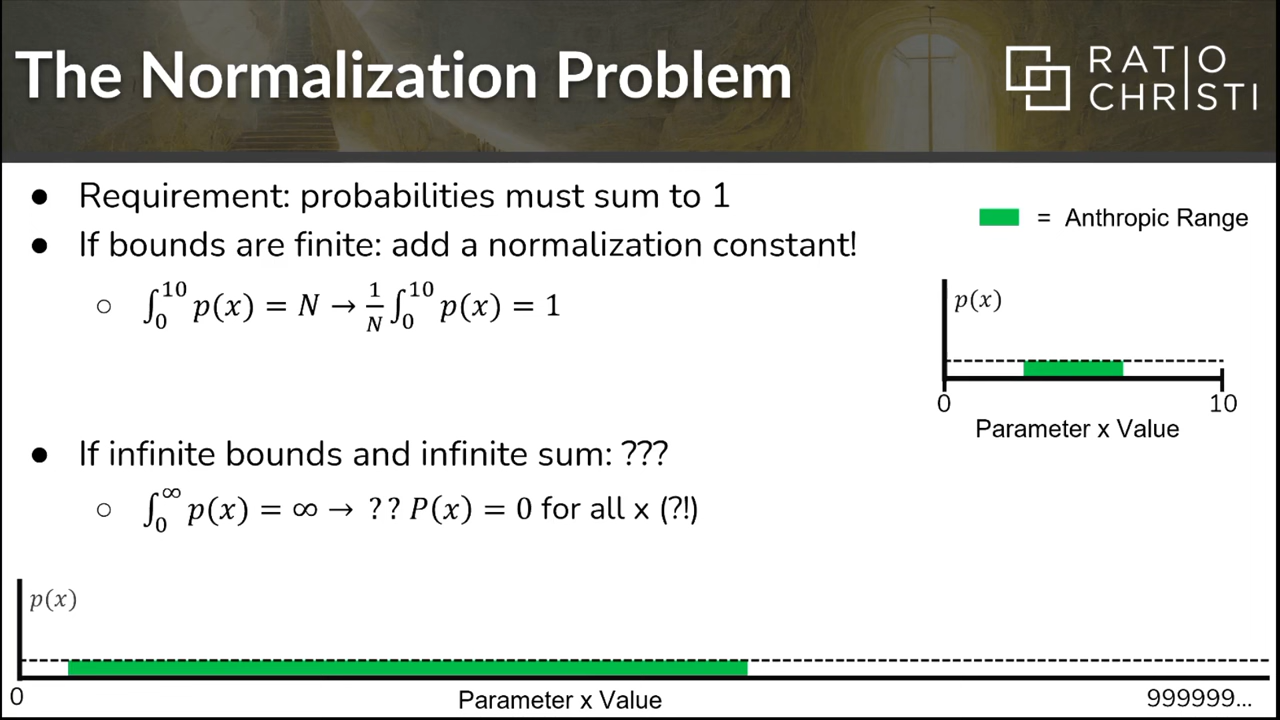 The Normalization Problem
RATIO
CHRISTI
● Requirement: probabilities must sum to 1
= Anthropic Range
● If bounds are finite: add a normalization constant!
○ ∫₀¹⁰ p(x) = N → 1/N ∫₀¹⁰ p(x) = 1
p(x)
0 10
Parameter x Value
● If infinite bounds and infinite sum: ???
○ ∫₀^∞ p(x) = ∞ → ?? P(x) = 0 for all x (?!)
p(x)
0 Parameter x Value 999999...